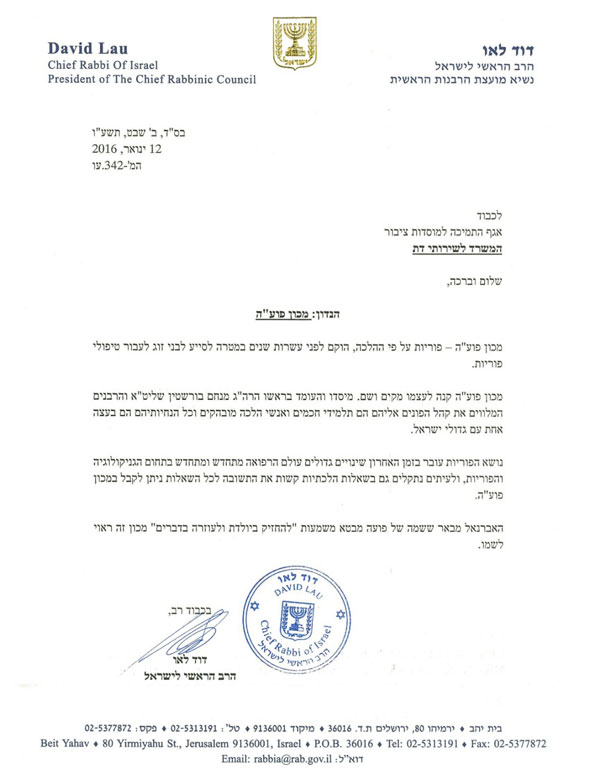 David Lau
Chief Rabbi Of Israel
President of The Chief Rabbinic Council
דוד לאו
הרב הראשי לישראל
נשיא מועצת הרבנות הראשית
ישראל
בס"ד, ב' שבט, תשע"ו
12 ינואר, 2016
המ'-342.עו
לכבוד
אגף התמיכה למוסדות ציבור
המשרד לשירותי דת
שלום וברכה,
הנדון: מכון פוע"ה
מכון פוע"ה – פוריות על פי ההלכה, הוקם לפני עשרות שנים במטרה לסייע לבני זוג לעבור טיפולי
פוריות.
מכון פוע"ה קנה לעצמו מקים ושם. מיסדו והעומד בראשו הרה"ג מנחם בורשטין שליט"א והרבנים
המלווים את קהל הפונים אליהם הם תלמידי חכמים ואנשי הלכה מובהקים וכל הנחיותיהם הם בעצה
אחת עם גדולי ישראל.
נושא הפוריות עובר בזמן האחרון שינויים גדולים עולם הרפואה מתחדש ומתחדש בתחום הגניקולוגיה
והפוריות, ולעיתים נתקלים גם בשאלות הלכתיות קשות את התשובה לכל השאלות ניתן לקבל במכון
פוע"ה.
האברנאל מבאר ששמה של פועה מבטא משמעות "להחזיק ביולדת ולעוזרה בדברים" מכון זה ראוי
לשמו.
בכבוד רב,
דוד לאו
הרב הראשי לישראל
דוד לאו
DAVID LAU
Chief Rabbi of Israel
הרב הראשי לישראל
בית יהב ♦ ירמיהו 80, ירושלים ת.ד. 36016 ♦ מיקוד 9136001 ♦ טל': 02-5313191 ♦ פקס: 02-5377872
Beit Yahav ♦ 80 Yirmiyahu St., Jerusalem 9136001, Israel ♦ P.O.B. 36016 ♦ Tel: 02-5313191 ♦ Fax: 02-5377872
Email: rabbia@rab.gov.il :דוא"ל